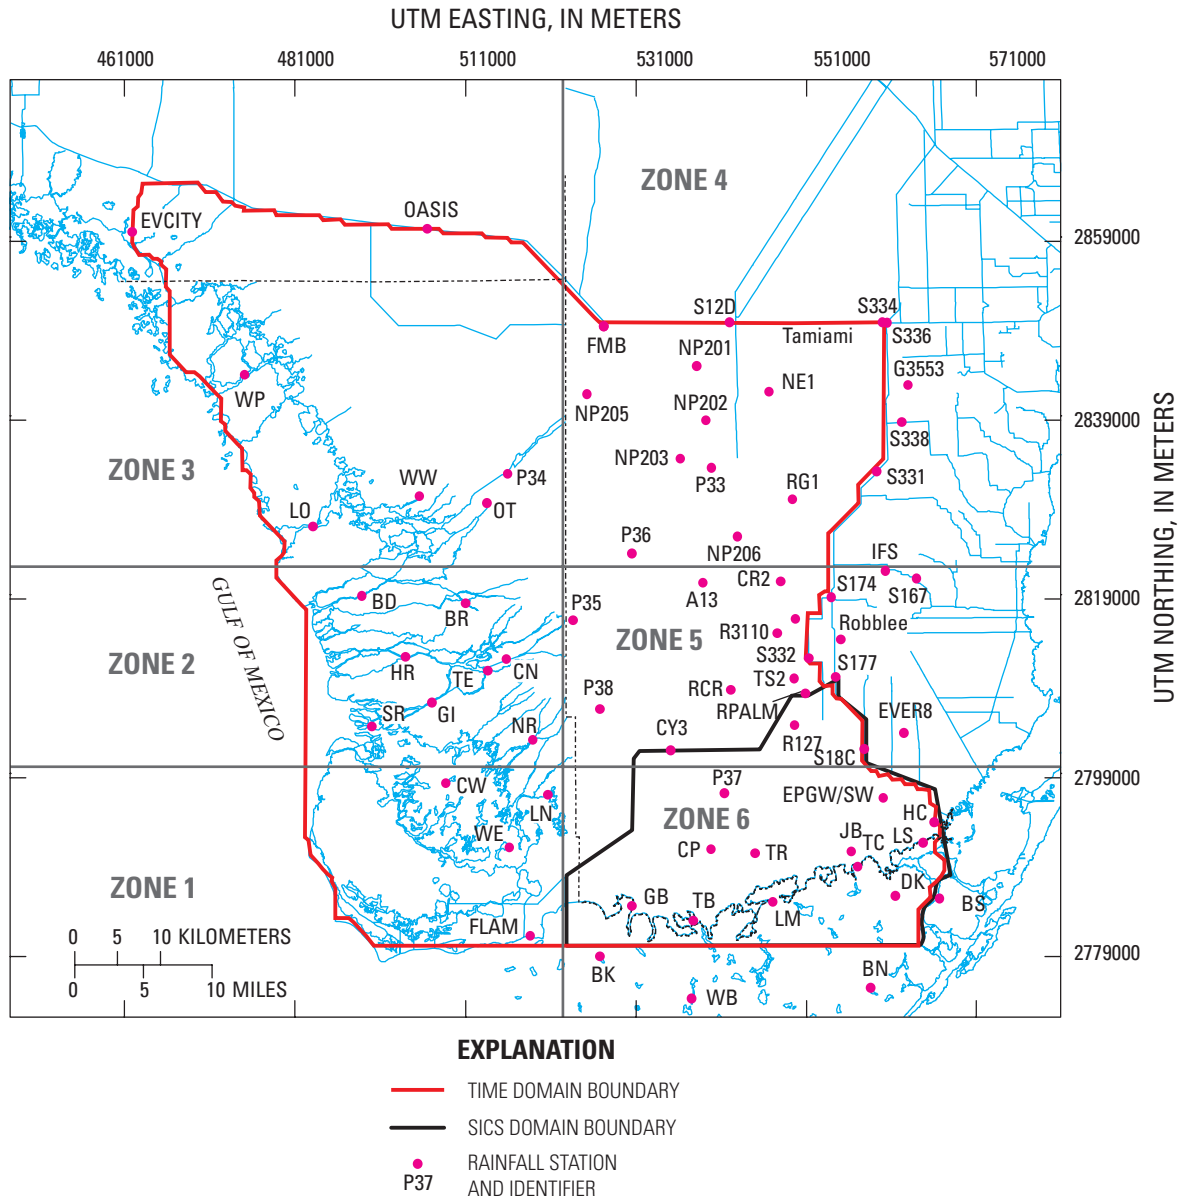 UTM EASTING, IN METERS
461000 481000 511000 531000 551000 571000
ZONE 4
EVCITY
OASIS
2859000
S12D
S334
FMB
Tamiami
S336
NP201
G3553
WP
NE1
NP205
NP202
2839000
S338
ZONE 3
NP203
P33
S331
WW
P34
RG1
LO
OT
P36
NP206
IFS
CR2
S174
S167
A13
GULF OF MEXICO
BD
BR
P35
2819000
Robblee
ZONE 5
R3110
S332
S177
ZONE 2
HR
TE
CN
TS2
RCR
P38
RPALM
SR
GI
NR
CY3
R127
EVER8
S18C
P37
2799000
CW
LN
EPGW/SW
ZONE 6
HC
WE
JB
TC
LS
CP
TR
ZONE 1
DK
GB
TB
LM
BS
FLAM
0 5 10 KILOMETERS
0 5 10 MILES
BK
WB
BN
2779000
UTM NORTHING, IN METERS
EXPLANATION
TIME DOMAIN BOUNDARY
SICS DOMAIN BOUNDARY
P37
RAINFALL STATION
AND IDENTIFIER